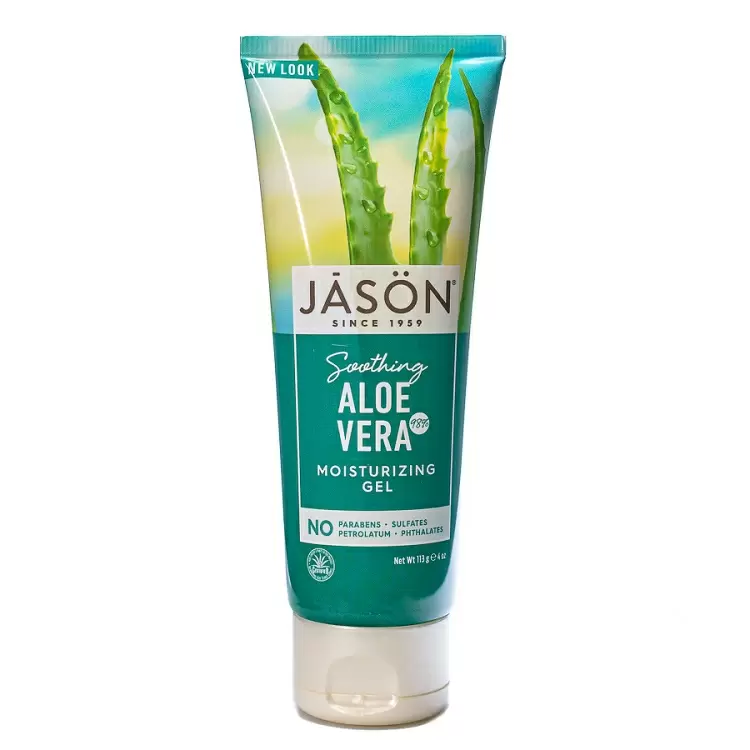 NEW LOOK
JĀSÖN®
SINCE 1959
Soothing
ALOE
VERA 98%
MOISTURIZING
GEL
NO PARABENS • SULFATES
PETROLATUM • PHTHALATES
Net Wt 113 g ℮ 4 oz